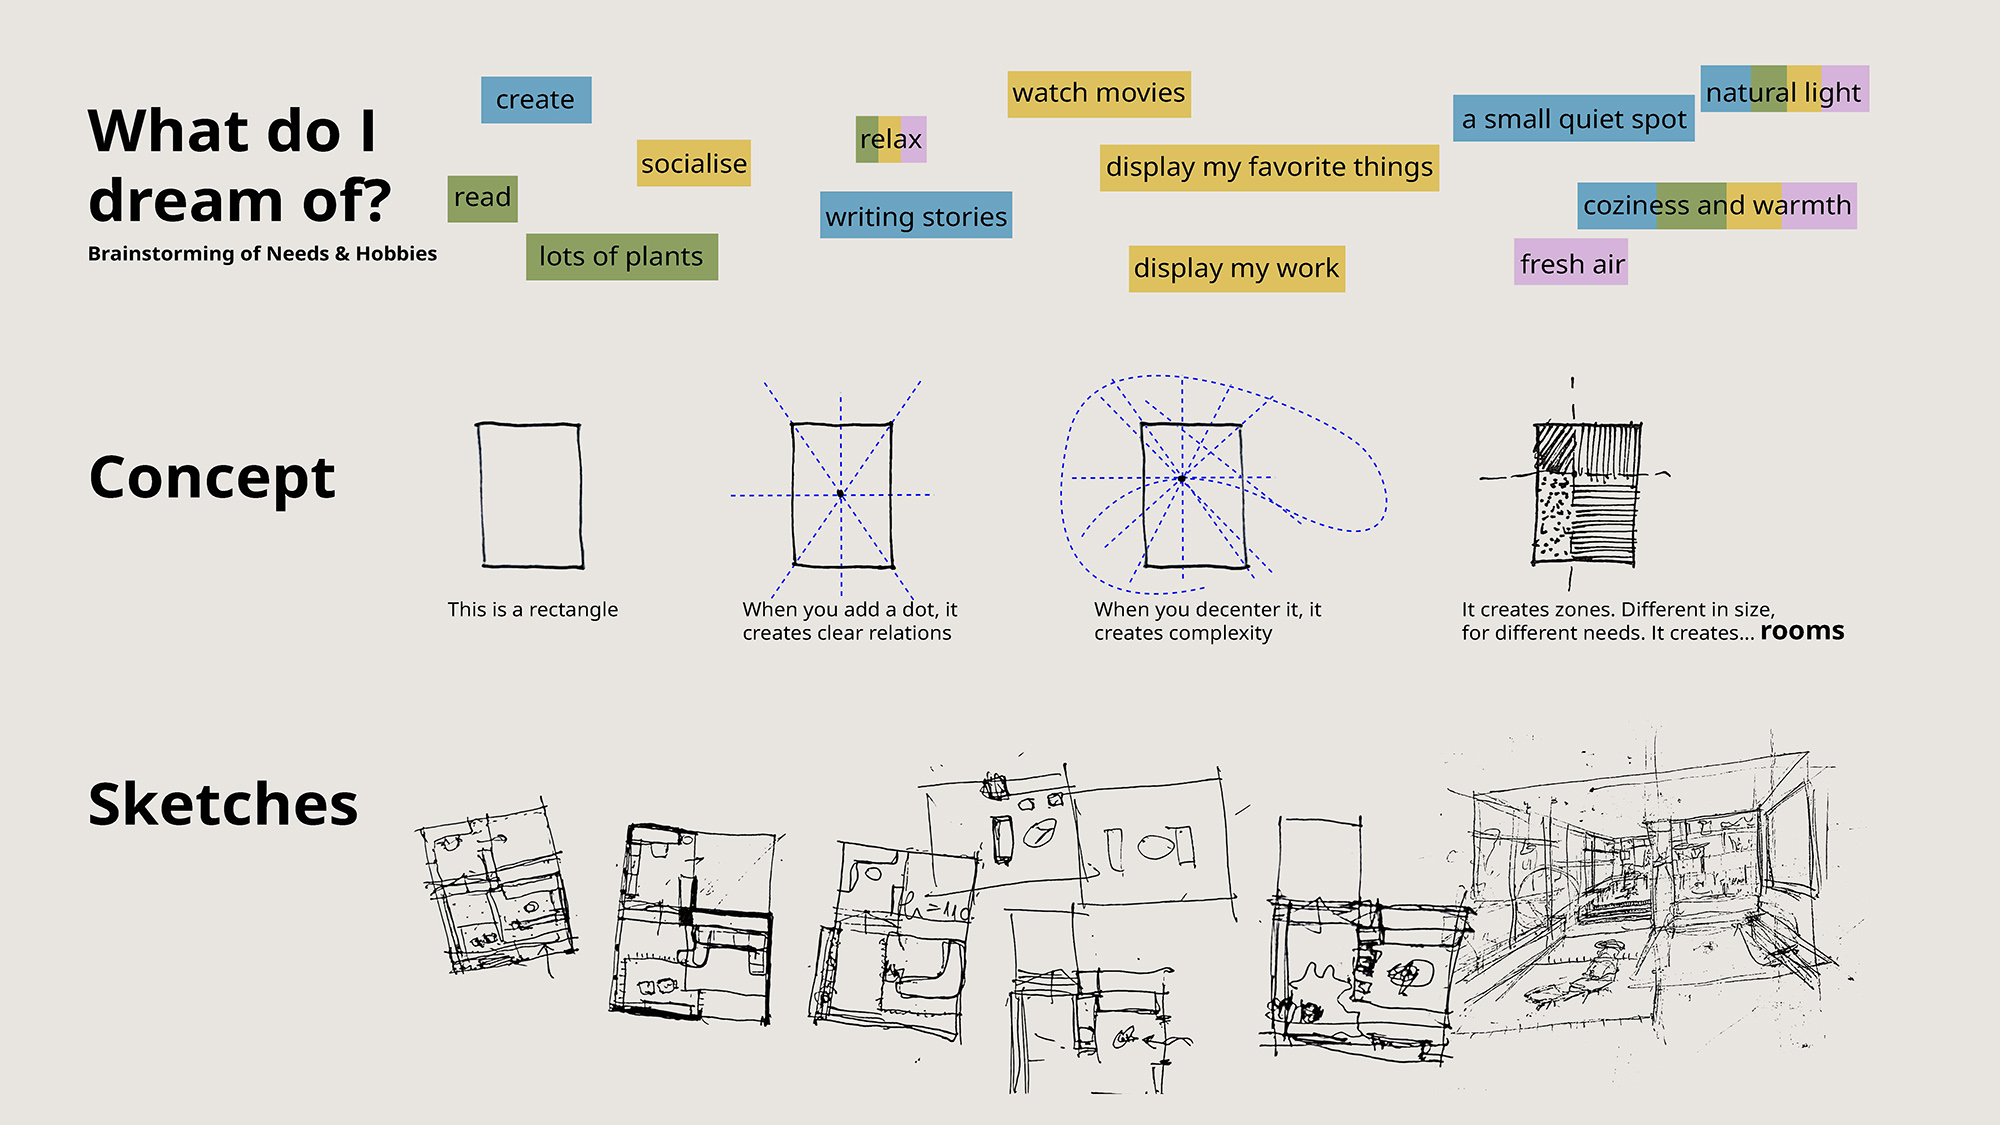 What do I
dream of?
Brainstorming of Needs & Hobbies
create
socialise
read
lots of plants
relax
writing stories
watch movies
display my favorite things
display my work
a small quiet spot
natural light
coziness and warmth
fresh air
Concept
This is a rectangle
When you add a dot, it
creates clear relations
When you decenter it, it
creates complexity
It creates zones. Different in size,
for different needs. It creates... rooms
Sketches